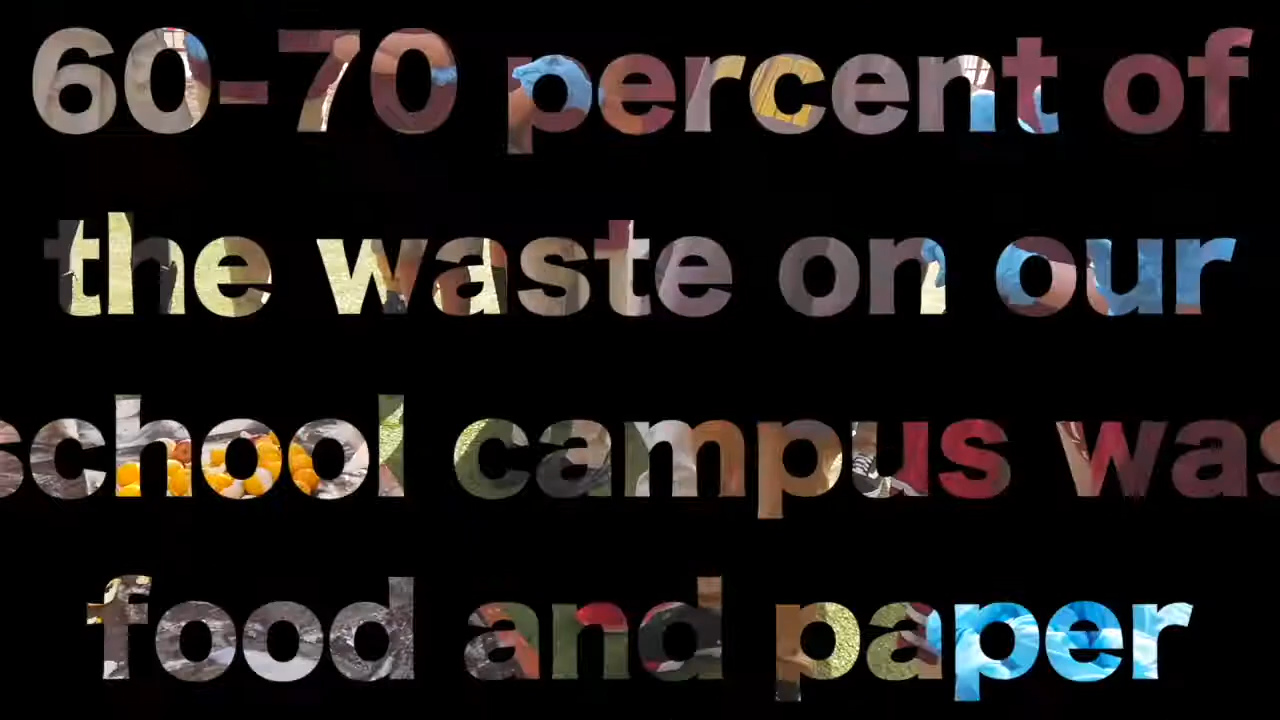 60-70 percent of
the waste on our
school campus was
food and paper